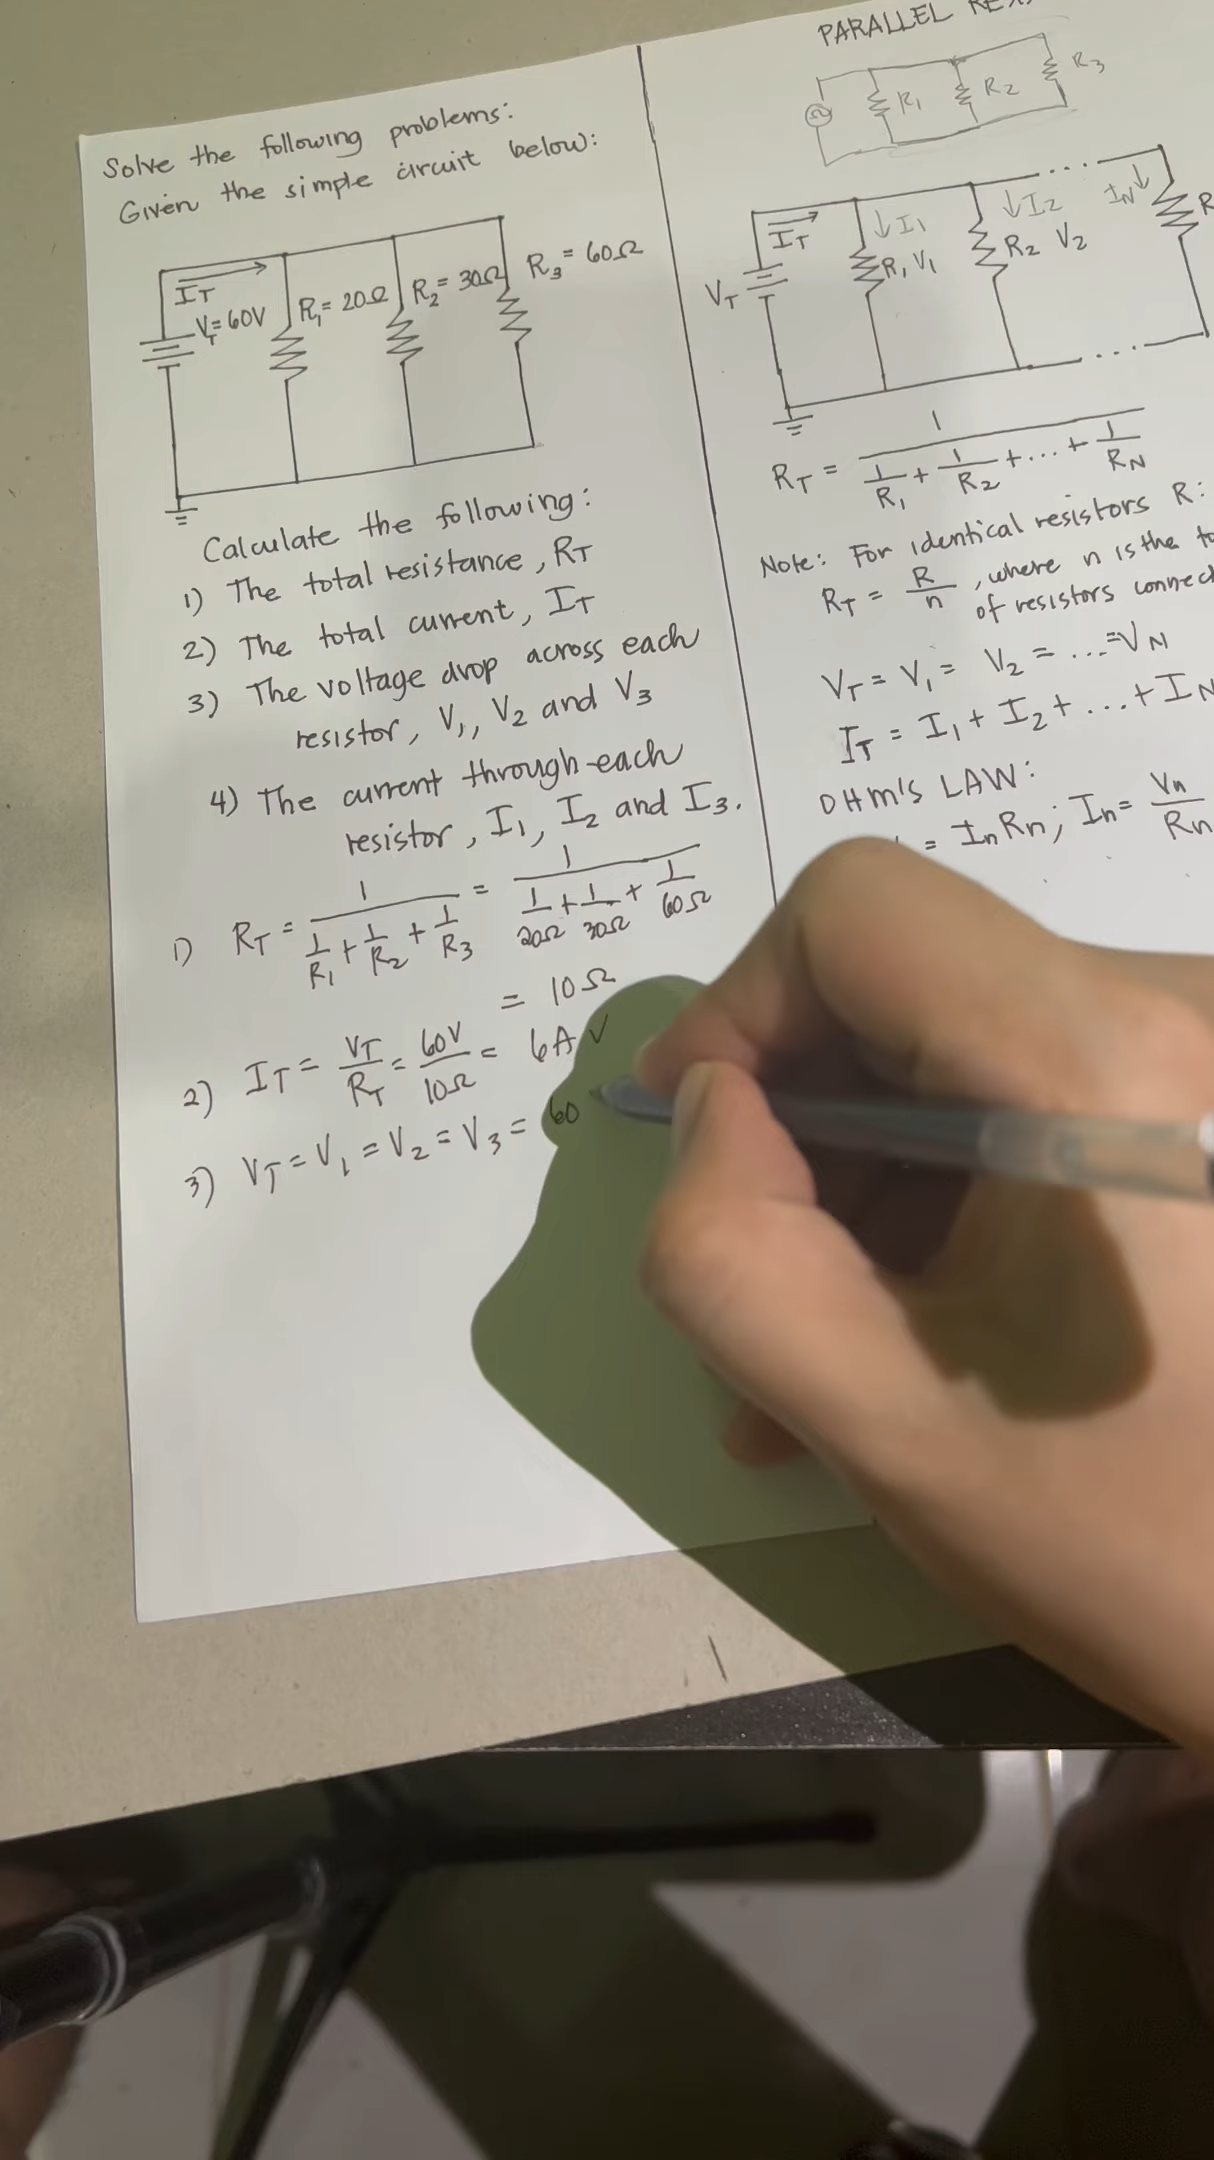 Solve the following problems:
Given the simple circuit below:
IT
VT=60V
R1=20Ω
R2=30Ω
R3=60Ω
Calculate the following:
1) The total resistance, RT
2) The total current, IT
3) The voltage drop across each
resistor, V1, V2 and V3
4) The current through each
resistor, I1, I2 and I3.
1) RT = 1/(1/R1 + 1/R2 + 1/R3) = 1/(1/20Ω + 1/30Ω + 1/60Ω)
= 10Ω
2) IT = VT/RT = 60V/10Ω = 6A
3) VT = V1 = V2 = V3 = 60
PARALLEL
Ω
R1
R2
R3
VT
IT
↓I1
R1 V1
↓I2
R2 V2
...
IN↓
R
...
RT = 1/(1/R1 + 1/R2 + ... + 1/RN)
Note: For identical resistors R:
RT = R/n, where n is the
of resistors
VT = V1 = V2 = ... = VN
IT = I1 + I2 + ... + IN
OHM'S LAW:
= InRn; In = Vn/Rn